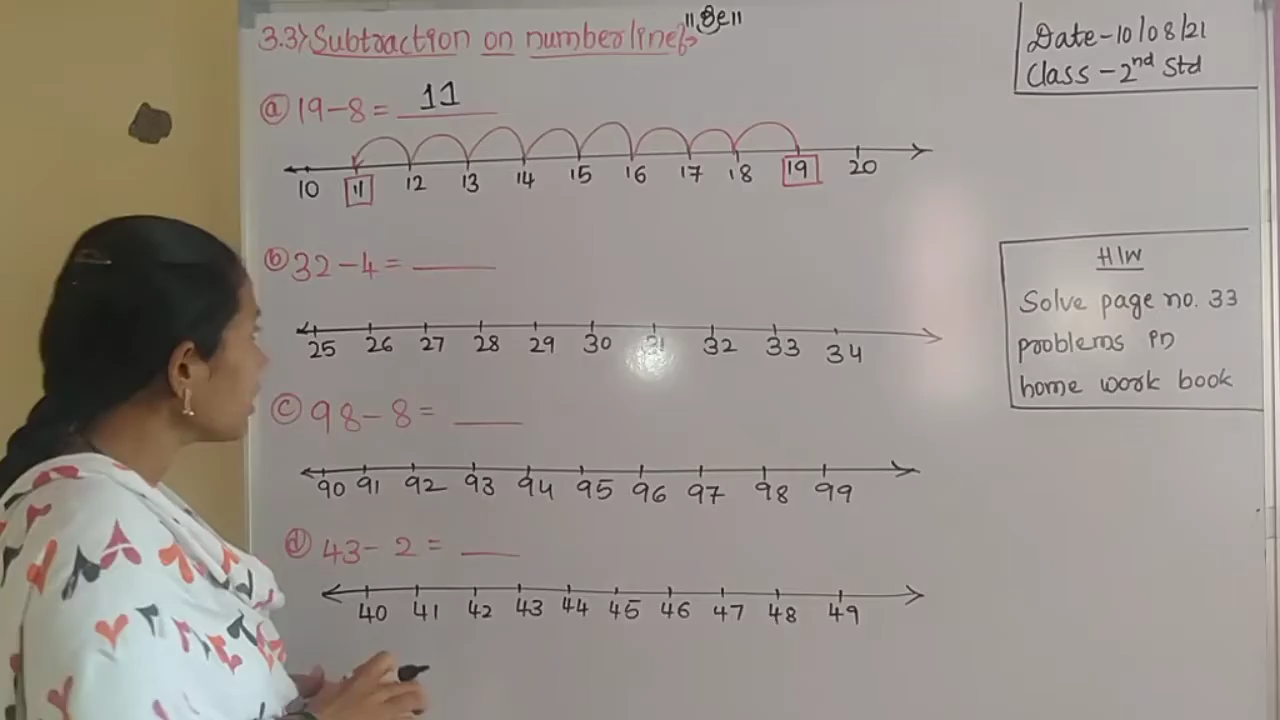 3.3) Subtraction on number line:- "శ్రీ"
Date-10/08/21
Class - 2nd Std
ⓐ 19-8 = 11
10 11 12 13 14 15 16 17 18 19 20
ⓑ 32-4 = ____
25 26 27 28 29 30 31 32 33 34
H/W
Solve page no. 33
problems in
home work book
ⓒ 98-8 = ____
90 91 92 93 94 95 96 97 98 99
ⓓ 43-2 = ____
40 41 42 43 44 45 46 47 48 49